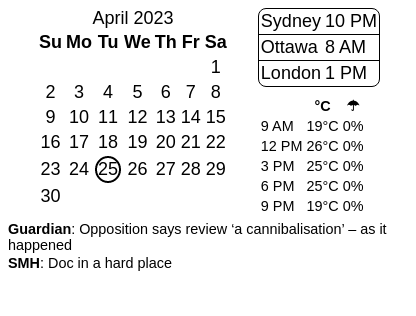 April 2023
Su Mo Tu We Th Fr Sa
1
2 3 4 5 6 7 8
9 10 11 12 13 14 15
16 17 18 19 20 21 22
23 24 25 26 27 28 29
30
Sydney 10 PM
Ottawa 8 AM
London 1 PM
°C ☂
9 AM 19°C 0%
12 PM 26°C 0%
3 PM 25°C 0%
6 PM 25°C 0%
9 PM 19°C 0%
Guardian: Opposition says review ‘a cannibalisation’ – as it
happened
SMH: Doc in a hard place